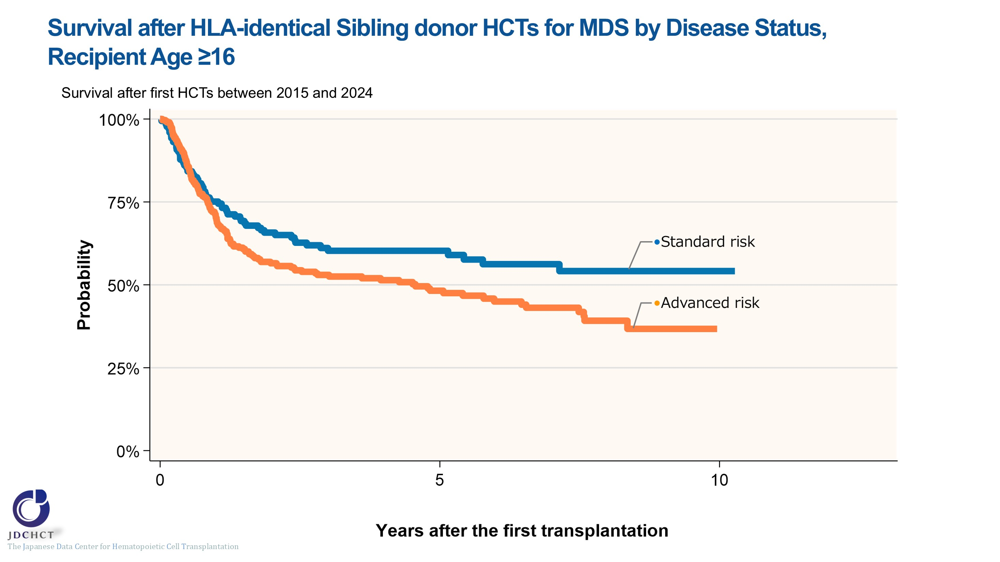 Survival after HLA-identical Sibling donor HCTs for MDS by Disease Status,
Recipient Age ≥16
Survival after first HCTs between 2015 and 2024
100%
75%
50%
25%
0%
Probability
Standard risk
Advanced risk
0
5
10
Years after the first transplantation
JDCHCT
The Japanese Data Center for Hematopoietic Cell Transplantation